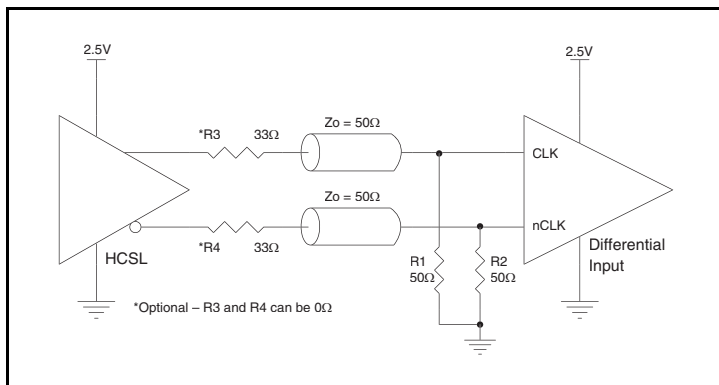 2.5V
2.5V
Zo = 50Ω
*R3 33Ω
CLK
Zo = 50Ω
nCLK
*R4 33Ω
HCSL
R1
50Ω
R2
50Ω
Differential
Input
*Optional – R3 and R4 can be 0Ω